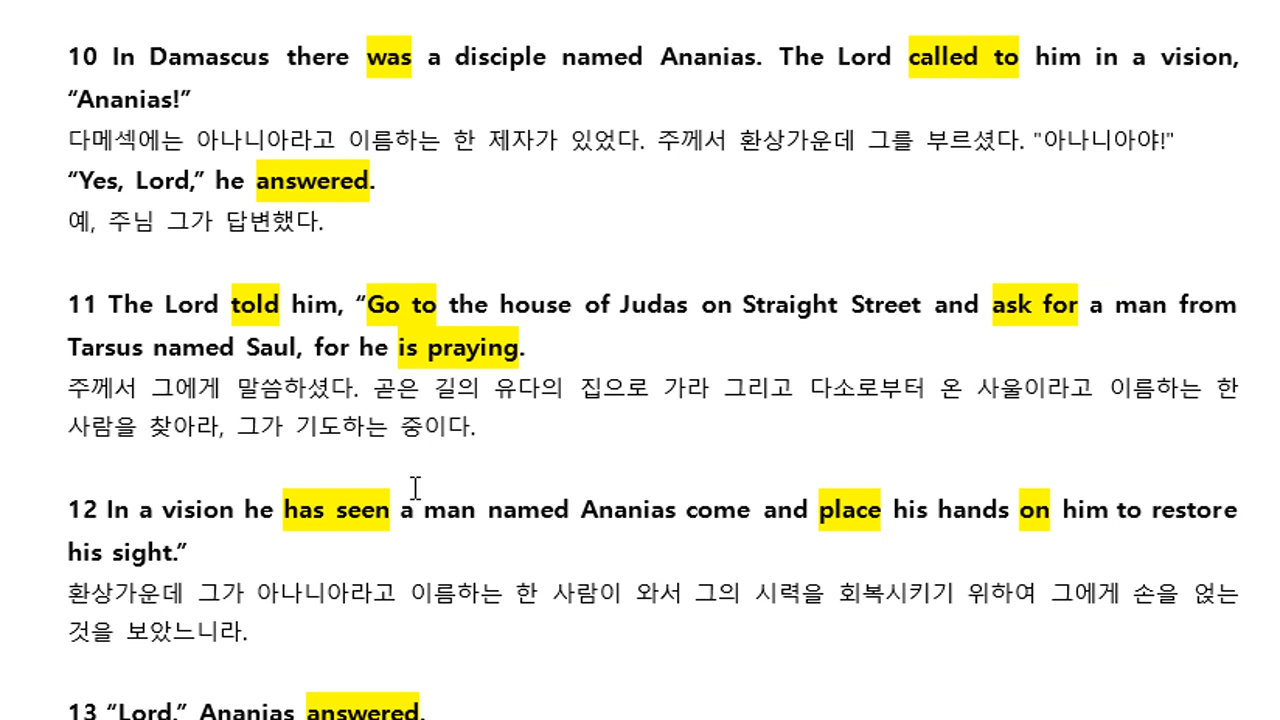 10 In Damascus there was a disciple named Ananias. The Lord called to him in a vision,
“Ananias!”
다메섹에는 아나니아라고 이름하는 한 제자가 있었다. 주께서 환상가운데 그를 부르셨다. "아나니아야!"
“Yes, Lord,” he answered.
예, 주님 그가 답변했다.
11 The Lord told him, “Go to the house of Judas on Straight Street and ask for a man from
Tarsus named Saul, for he is praying.
주께서 그에게 말씀하셨다. 곧은 길의 유다의 집으로 가라 그리고 다소로부터 온 사울이라고 이름하는 한
사람을 찾아라, 그가 기도하는 중이다.
12 In a vision he has seen a man named Ananias come and place his hands on him to restore
his sight.”
환상가운데 그가 아나니아라고 이름하는 한 사람이 와서 그의 시력을 회복시키기 위하여 그에게 손을 얹는
것을 보았느니라.
13 “Lord,” Ananias answered,